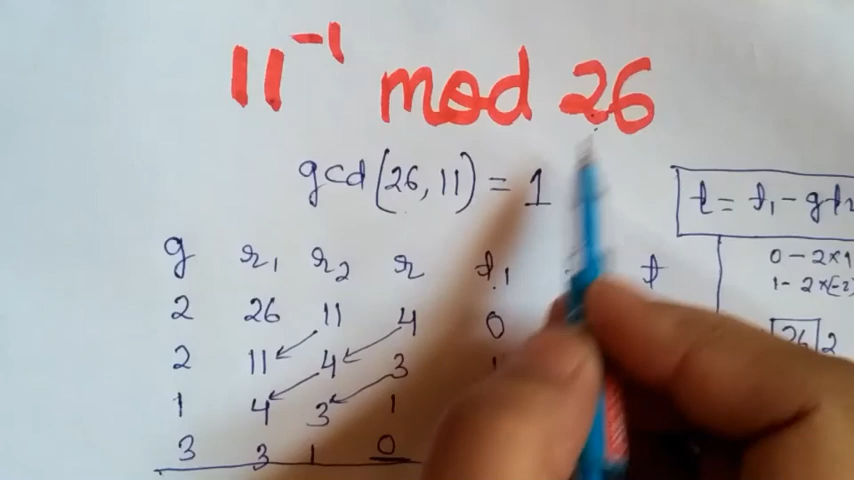 11⁻¹ mod 26
gcd(26, 11) = 1
g r₁ r₂ r t₁ t
2 26 11 4 0
2 11 4 3
1 4 3 1
3 3 1 0
t = t₁ - g t₂
0 - 2×1
1 - 2×(-2)
26 2